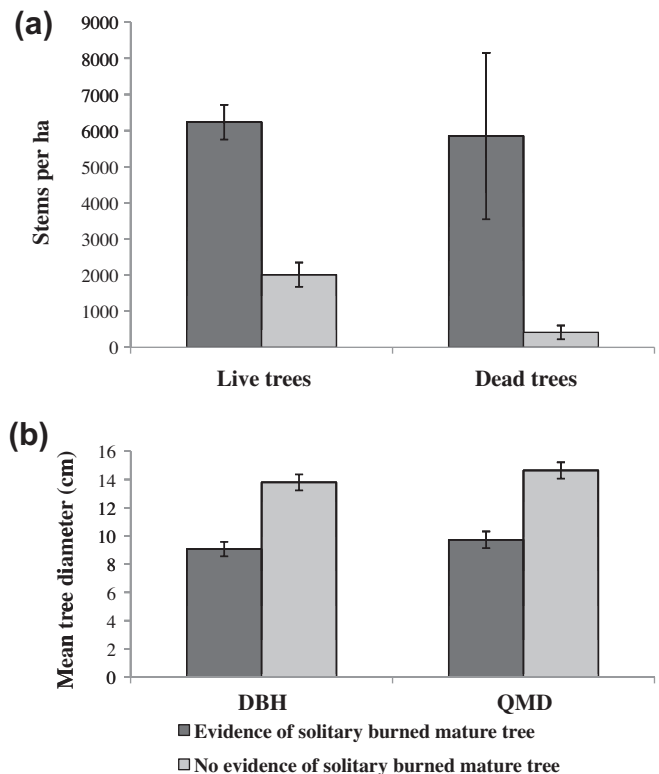 (a)
Stems per ha
9000
8000
7000
6000
5000
4000
3000
2000
1000
0
Live trees Dead trees
(b)
Mean tree diameter (cm)
16
14
12
10
8
6
4
2
0
DBH QMD
Evidence of solitary burned mature tree
No evidence of solitary burned mature tree